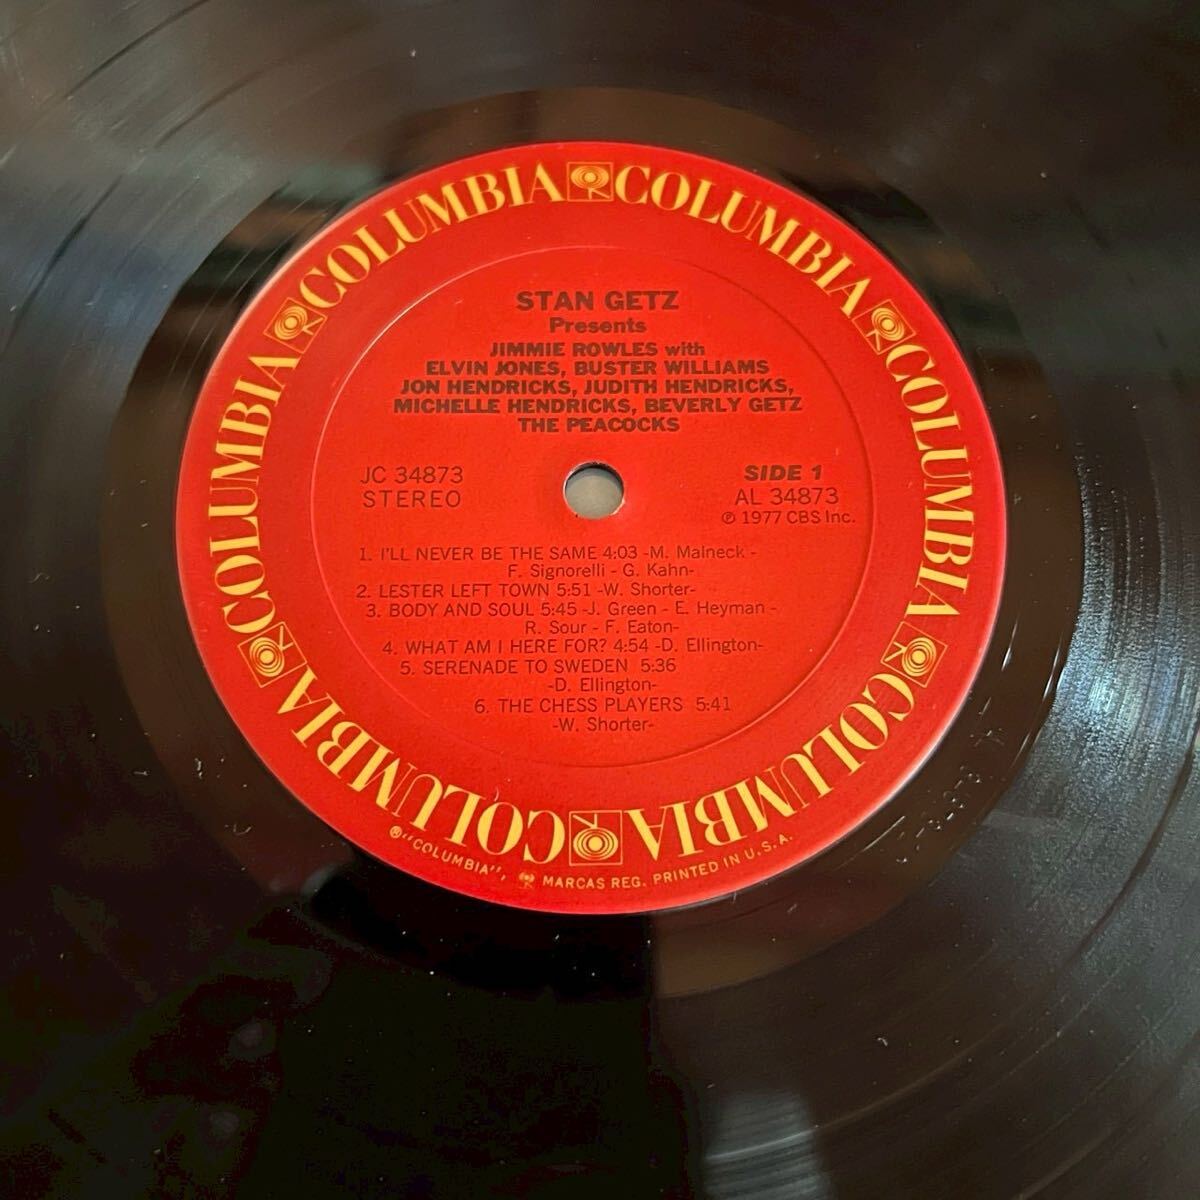 COLUMBIA COLUMBIA COLUMBIA COLUMBIA COLUMBIA COLUMBIA COLUMBIA
STAN GETZ
Presents
JIMMIE ROWLES with
ELVIN JONES, BUSTER WILLIAMS
JON HENDRICKS, JUDITH HENDRICKS,
MICHELLE HENDRICKS, BEVERLY GETZ
THE PEACOCKS
JC 34873
STEREO
SIDE 1
AL 34873
℗ 1977 CBS Inc.
1. I'LL NEVER BE THE SAME 4:03 -M. Malneck -
F. Signorelli - G. Kahn-
2. LESTER LEFT TOWN 5:51 -W. Shorter-
3. BODY AND SOUL 5:45 -J. Green - E. Heyman -
R. Sour - F. Eaton-
4. WHAT AM I HERE FOR? 4:54 -D. Ellington-
5. SERENADE TO SWEDEN 5:36
-D. Ellington-
6. THE CHESS PLAYERS 5:41
-W. Shorter-
® "COLUMBIA", MARCAS REG. PRINTED IN U.S.A.